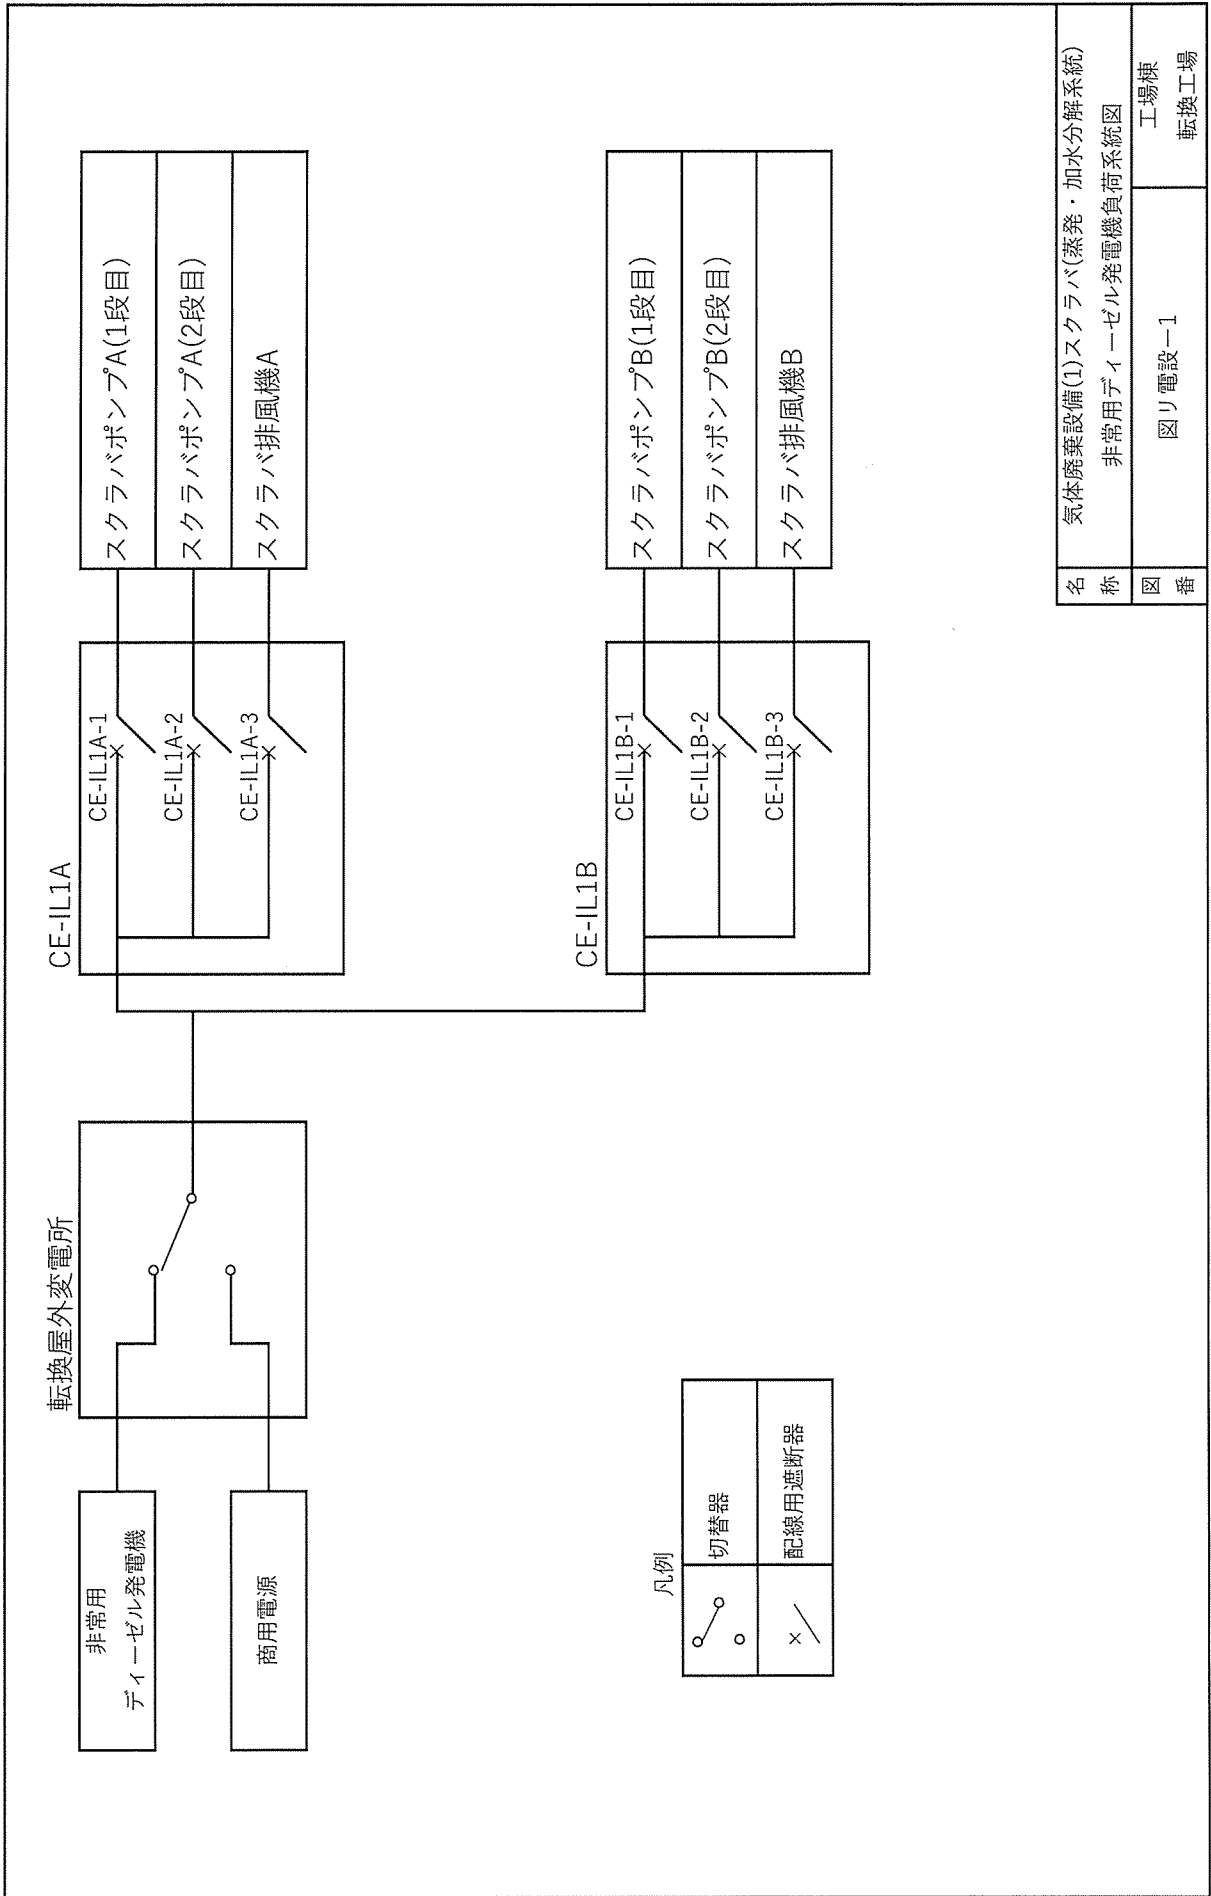 非常用
ディーゼル発電機
商用電源
転換屋外変電所
CE-IL1A
CE-IL1A-1
CE-IL1A-2
CE-IL1A-3
スクラバポンプA(1段目)
スクラバポンプA(2段目)
スクラバ排風機A
CE-IL1B
CE-IL1B-1
CE-IL1B-2
CE-IL1B-3
スクラバポンプB(1段目)
スクラバポンプB(2段目)
スクラバ排風機B
凡例
切替器
配線用遮断器
名称
気体廃棄設備(1)スクラバ(蒸発・加水分解系統)
非常用ディーゼル発電機負荷系統図
図番
図リ電設－1
工場棟
転換工場